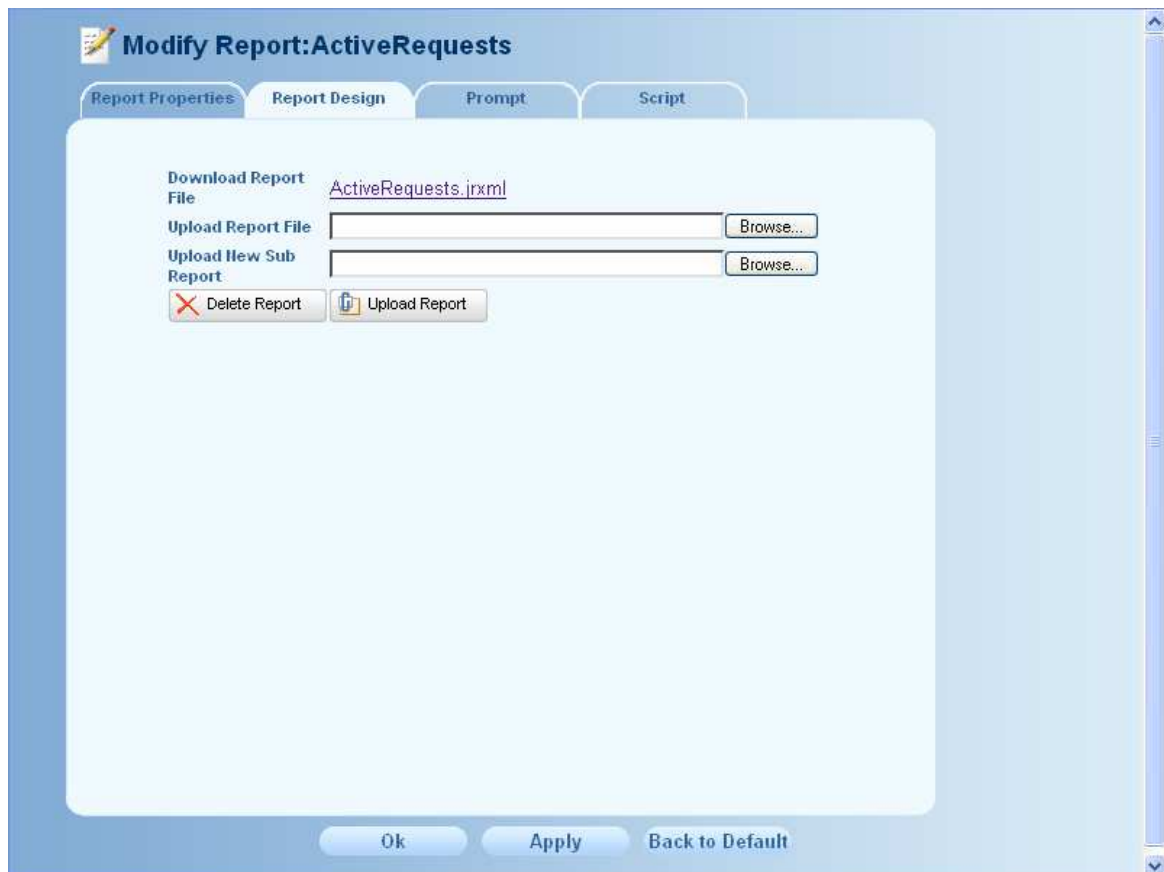 Modify Report:ActiveRequests
Report Properties
Report Design
Prompt
Script
Download Report
File
ActiveRequests.jrxml
Upload Report File
Browse...
Upload New Sub
Report
Browse...
Delete Report
Upload Report
Ok
Apply
Back to Default